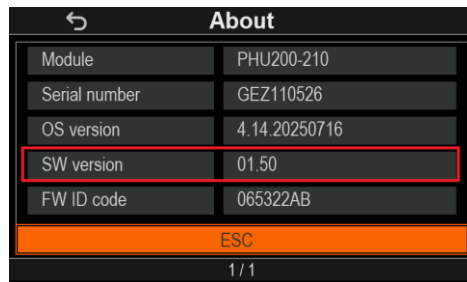 About
Module PHU200-210
Serial number GEZ110526
OS version 4.14.20250716
SW version 01.50
FW ID code 065322AB
ESC
1 / 1